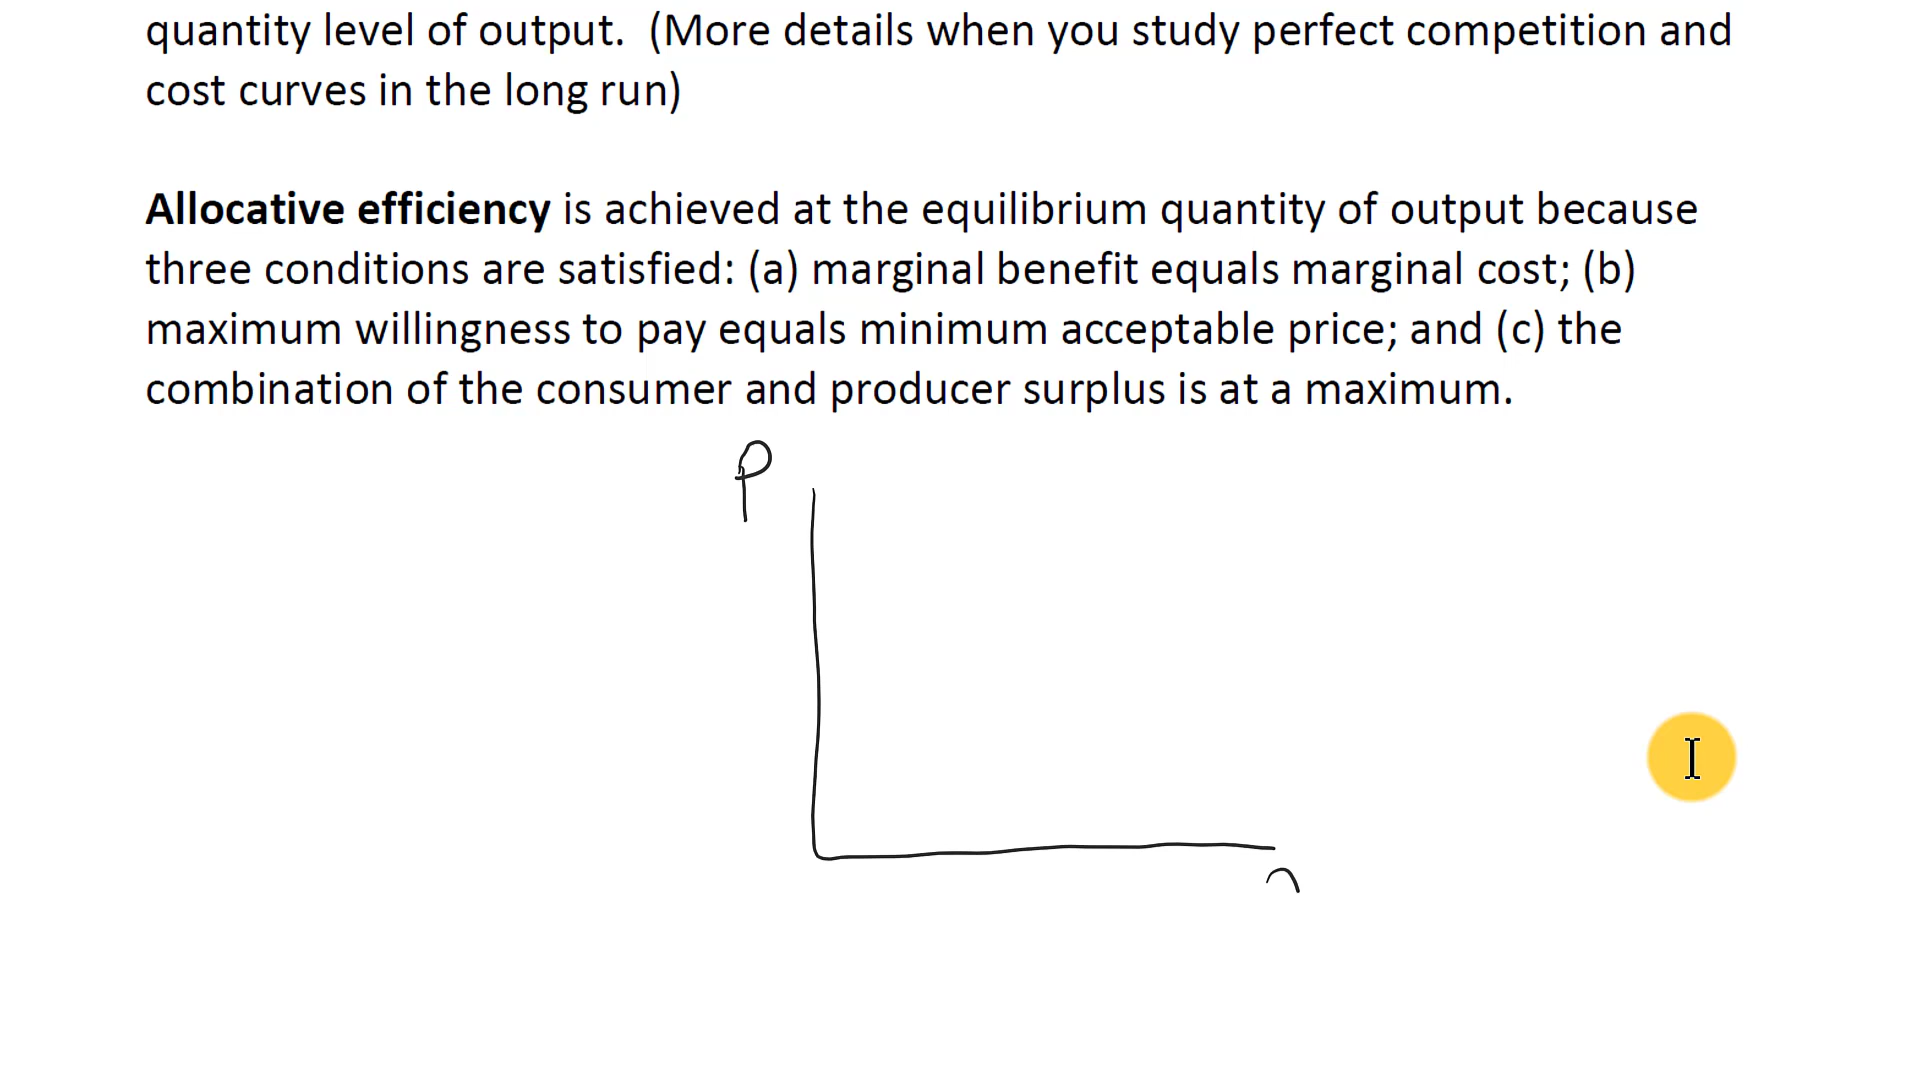 quantity level of output.  (More details when you study perfect competition and
cost curves in the long run)
Allocative efficiency is achieved at the equilibrium quantity of output because
three conditions are satisfied: (a) marginal benefit equals marginal cost; (b)
maximum willingness to pay equals minimum acceptable price; and (c) the
combination of the consumer and producer surplus is at a maximum.
P